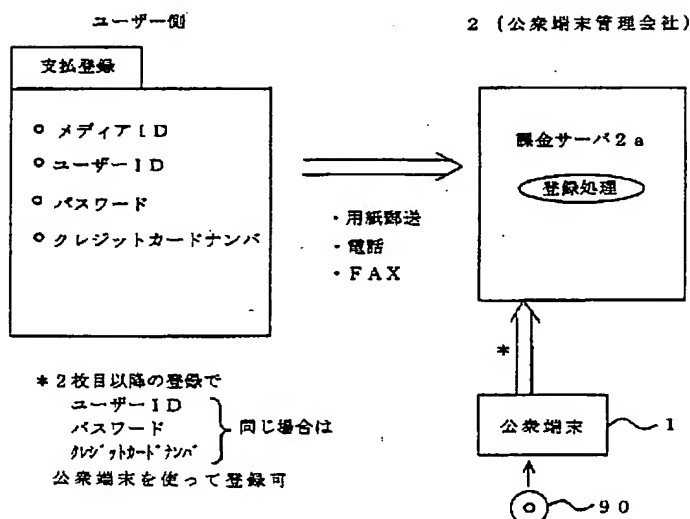 ユーザー側
2 (公衆端末管理会社)
支払登録
○ メディアID
○ ユーザーID
○ パスワード
○ クレジットカードナンバ
・用紙郵送
・電話
・FAX
課金サーバ2a
登録処理
*
*2枚目以降の登録で
ユーザーID
パスワード
クレジットカードナンバ
同じ場合は
公衆端末を使って登録可
公衆端末
1
90